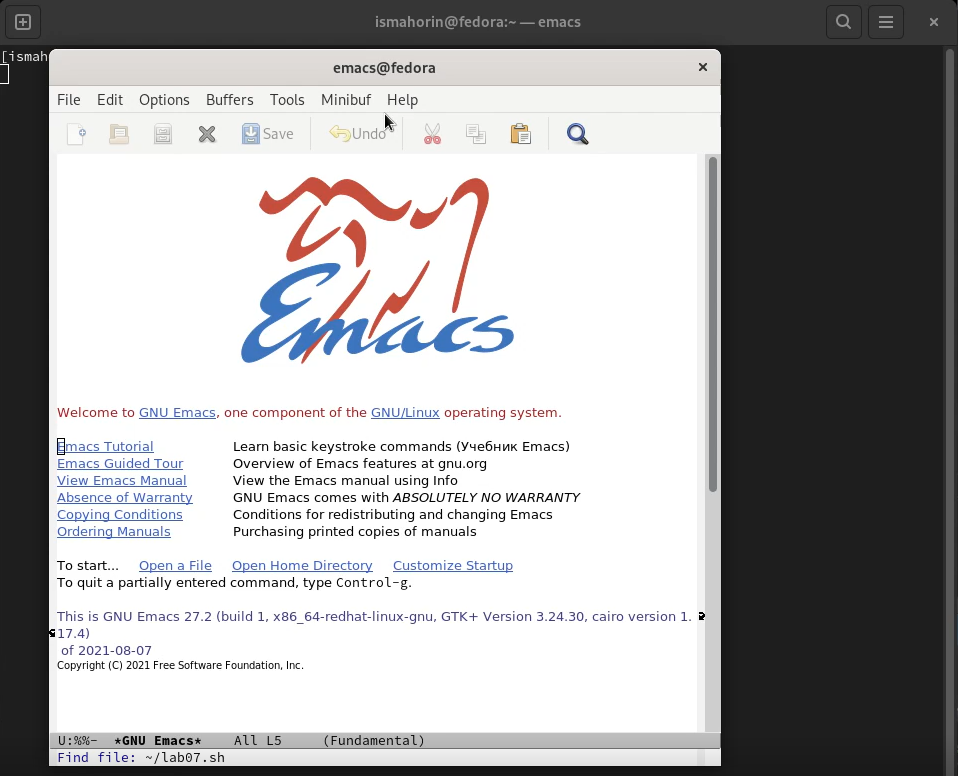 ismahorin@fedora:~ — emacs
[ismah
emacs@fedora
File Edit Options Buffers Tools Minibuf Help
Save Undo
Emacs
Welcome to GNU Emacs, one component of the GNU/Linux operating system.
Emacs Tutorial Learn basic keystroke commands (Учебник Emacs)
Emacs Guided Tour Overview of Emacs features at gnu.org
View Emacs Manual View the Emacs manual using Info
Absence of Warranty GNU Emacs comes with ABSOLUTELY NO WARRANTY
Copying Conditions Conditions for redistributing and changing Emacs
Ordering Manuals Purchasing printed copies of manuals
To start... Open a File Open Home Directory Customize Startup
To quit a partially entered command, type Control-g.
This is GNU Emacs 27.2 (build 1, x86_64-redhat-linux-gnu, GTK+ Version 3.24.30, cairo version 1.
17.4)
of 2021-08-07
Copyright (C) 2021 Free Software Foundation, Inc.
U:%%- *GNU Emacs* All L5 (Fundamental)
Find file: ~/lab07.sh